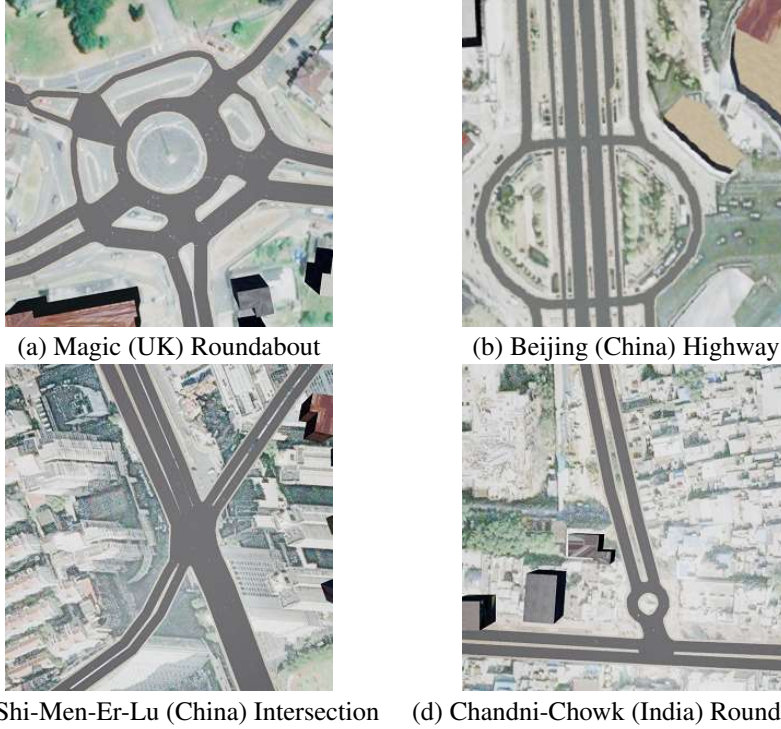 (a) Magic (UK) Roundabout
(b) Beijing (China) Highway
Shi-Men-Er-Lu (China) Intersection
(d) Chandni-Chowk (India) Round